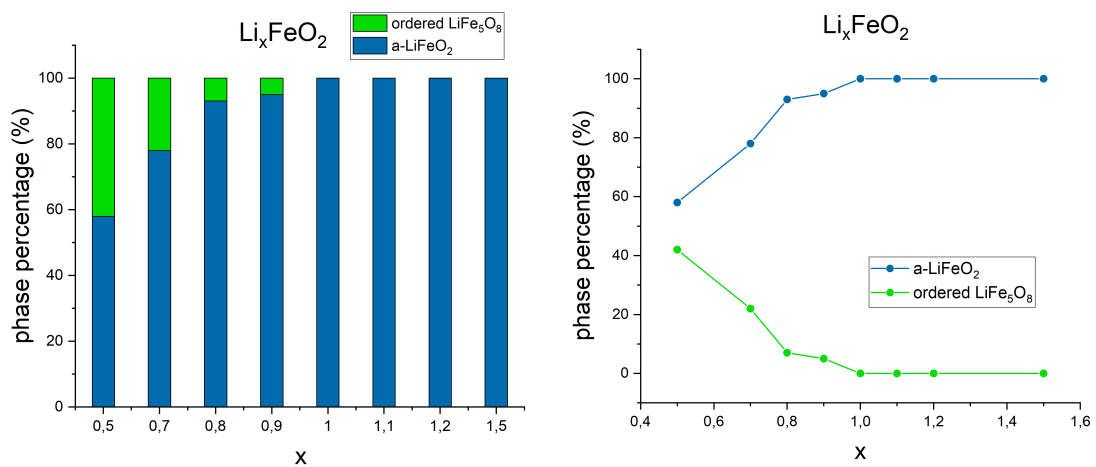 LiₓFeO₂
ordered LiFe₅O₈
a-LiFeO₂
phase percentage (%)
100
80
60
40
20
0
0,5 0,7 0,8 0,9 1 1,1 1,2 1,5
x
LiₓFeO₂
phase percentage (%)
100
80
60
40
20
0
a-LiFeO₂
ordered LiFe₅O₈
0,4 0,6 0,8 1,0 1,2 1,4 1,6
x